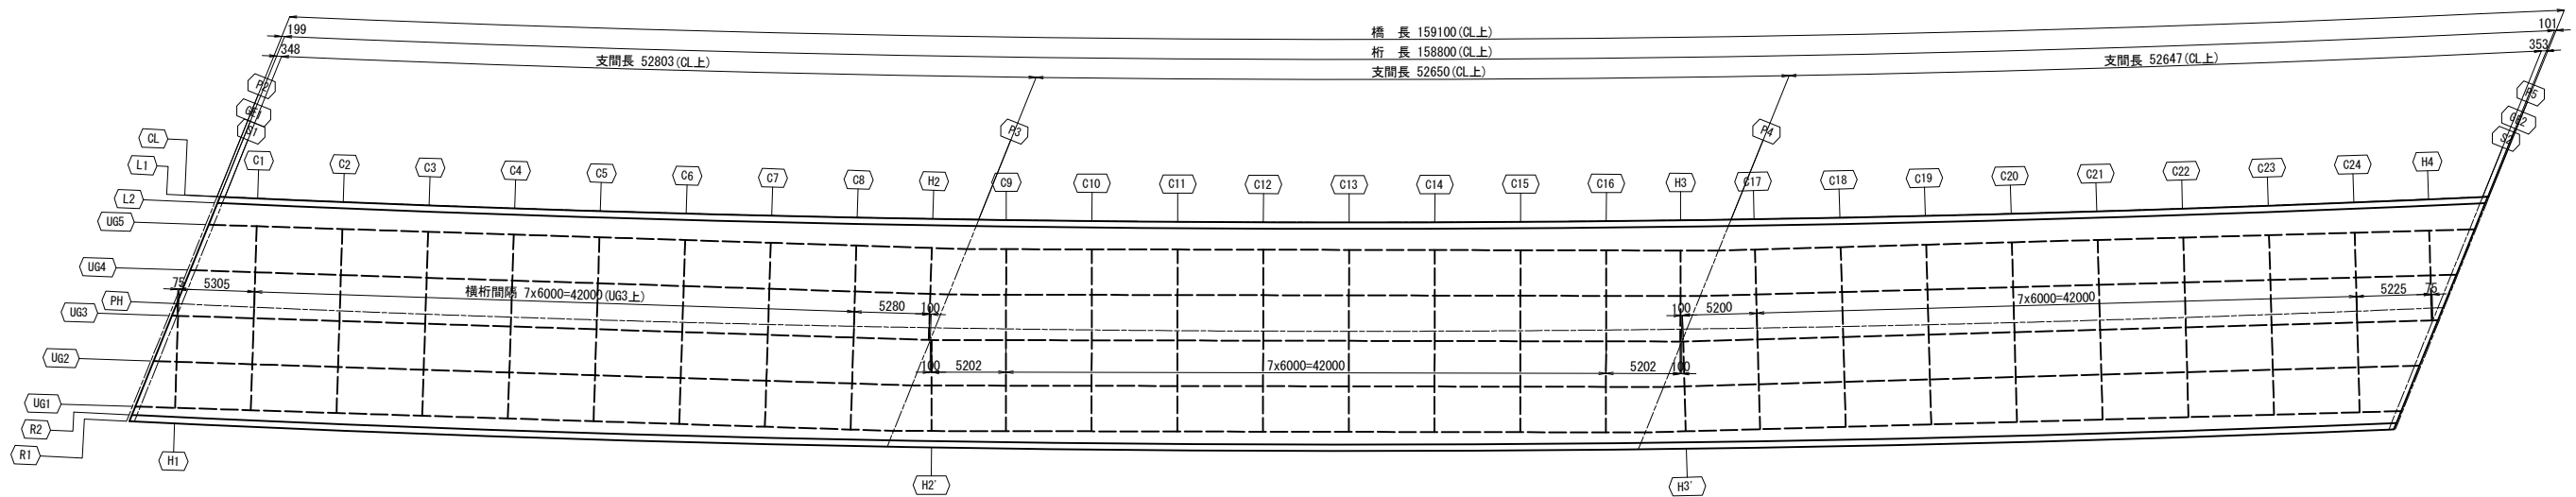 橋 長 159100(CL上)
199
101
桁 長 158800(CL上)
348
353
支間長 52803(CL上)
支間長 52650(CL上)
支間長 52647(CL上)
P2
GE1
S1
P3
P4
P5
GE2
S2
CL
L1
L2
UG5
UG4
PH
UG3
UG2
UG1
R2
R1
C1
C2
C3
C4
C5
C6
C7
C8
H2
C9
C10
C11
C12
C13
C14
C15
C16
H3
C17
C18
C19
C20
C21
C22
C23
C24
H4
75
5305
横桁間隔 7x6000=42000(UG3上)
5280
100
100
5200
7x6000=42000
5225
75
100
5202
7x6000=42000
5202
100
H1
H2'
H3'